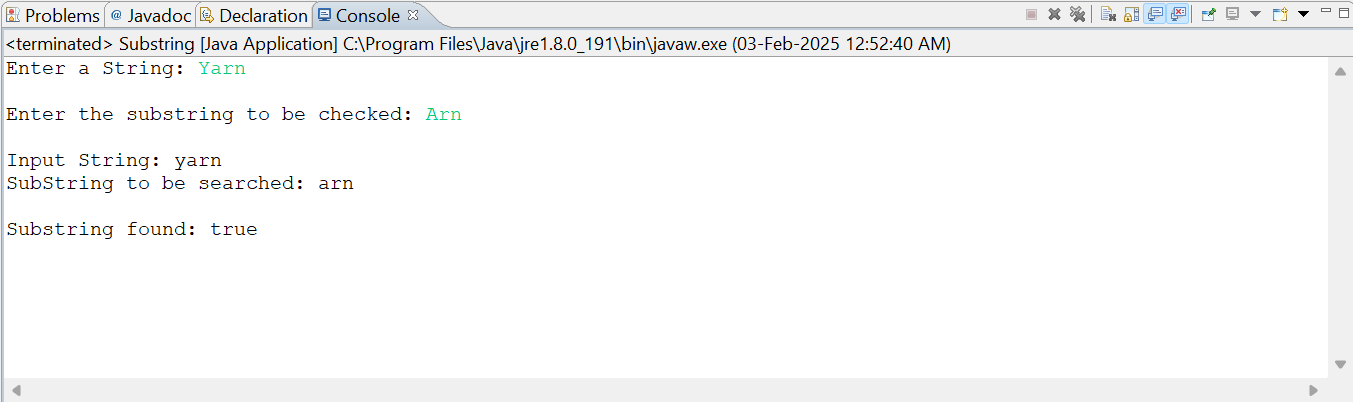 Problems @ Javadoc Declaration Console
<terminated> Substring [Java Application] C:\Program Files\Java\jre1.8.0_191\bin\javaw.exe (03-Feb-2025 12:52:40 AM)
Enter a String: Yarn
Enter the substring to be checked: Arn
Input String: yarn
SubString to be searched: arn
Substring found: true